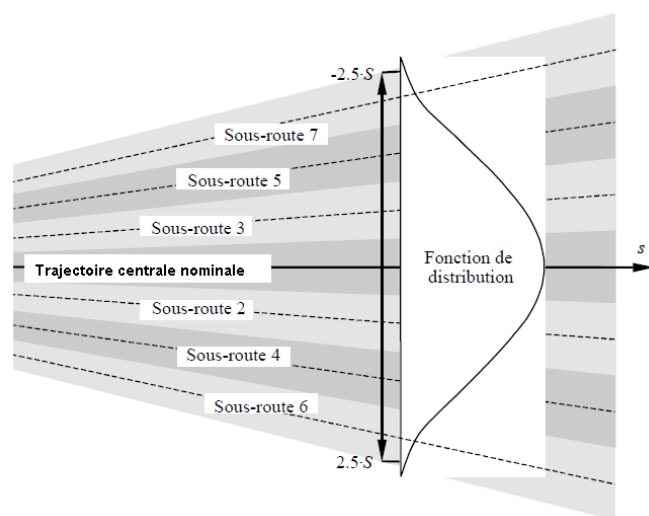 -2.5·S
Sous-route 7
Sous-route 5
Sous-route 3
Trajectoire centrale nominale
Fonction de
distribution
s
Sous-route 2
Sous-route 4
Sous-route 6
2.5·S